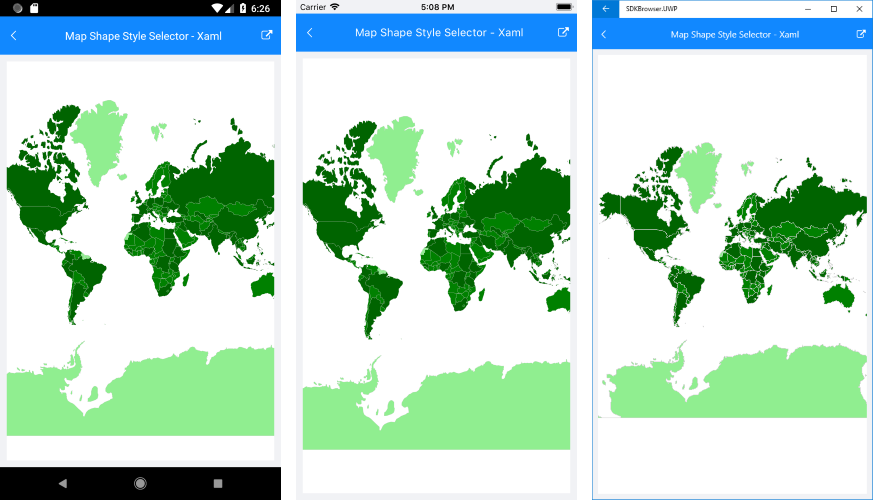 6:26
Map Shape Style Selector - Xaml
Carrier 5:08 PM
Map Shape Style Selector - Xaml
SDKBrowser.UWP
Map Shape Style Selector - Xaml